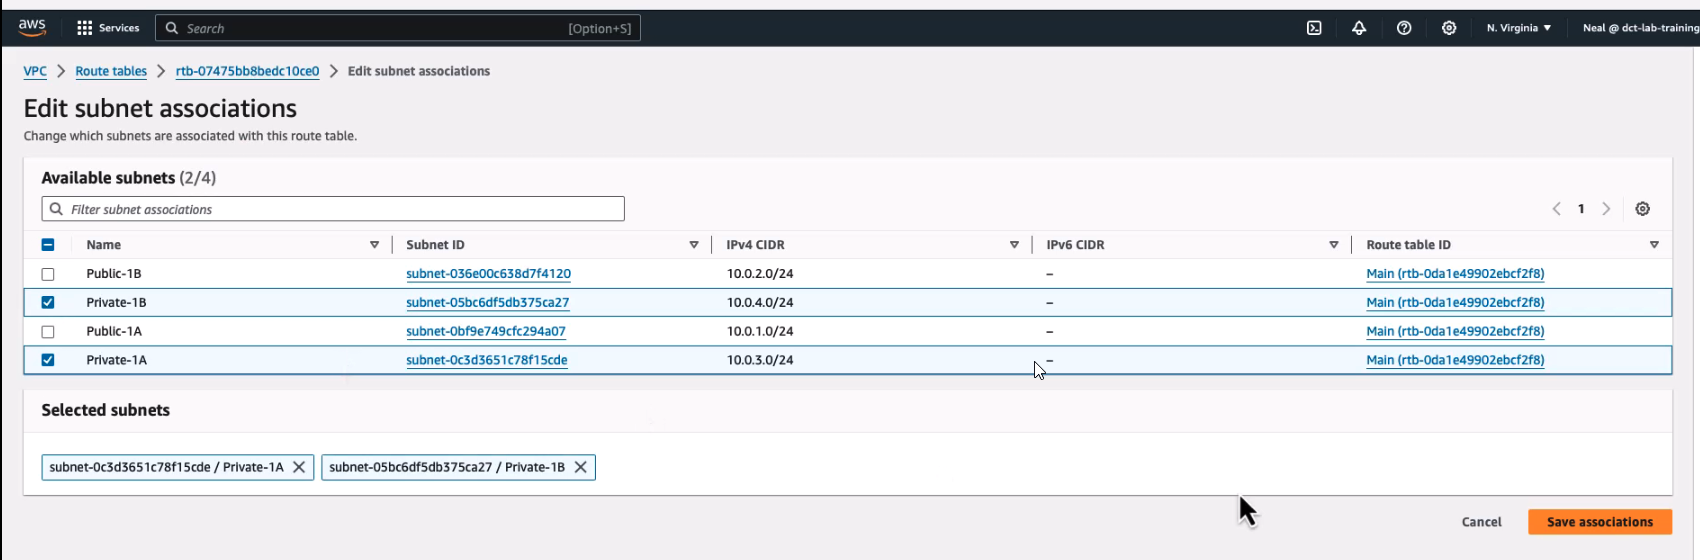 aws Services Search [Option+S] N. Virginia ▼ Neal @ dct-lab-training
VPC > Route tables > rtb-07475bb8bedc10ce0 > Edit subnet associations
Edit subnet associations
Change which subnets are associated with this route table.
Available subnets (2/4)
Filter subnet associations
< 1 >
Name Subnet ID IPv4 CIDR IPv6 CIDR Route table ID
Public-1B subnet-036e00c638d7f4120 10.0.2.0/24 – Main (rtb-0da1e49902ebcf2f8)
Private-1B subnet-05bc6df5db375ca27 10.0.4.0/24 – Main (rtb-0da1e49902ebcf2f8)
Public-1A subnet-0bf9e749cfc294a07 10.0.1.0/24 – Main (rtb-0da1e49902ebcf2f8)
Private-1A subnet-0c3d3651c78f15cde 10.0.3.0/24 – Main (rtb-0da1e49902ebcf2f8)
Selected subnets
subnet-0c3d3651c78f15cde / Private-1A X subnet-05bc6df5db375ca27 / Private-1B X
Cancel Save associations